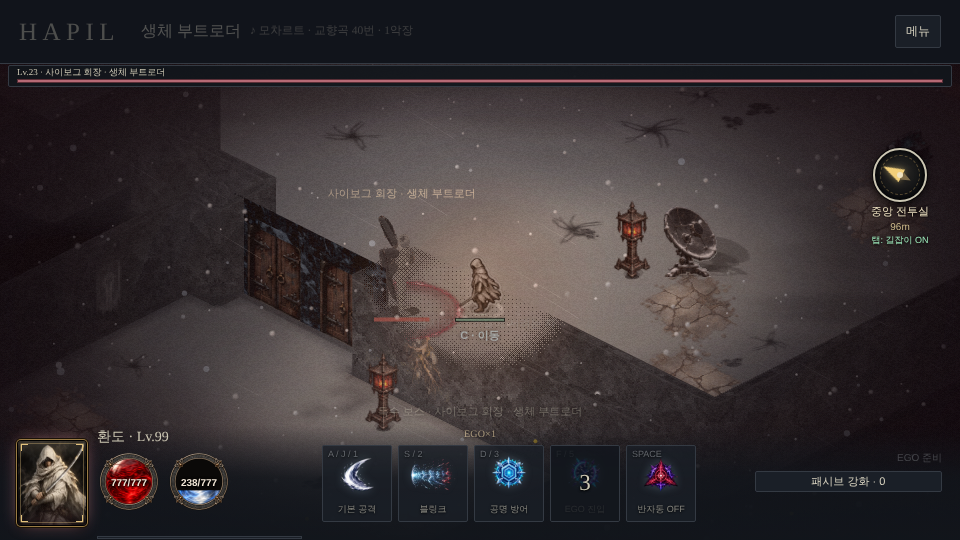 HAPIL 생체 부트로더 ♪ 모차르트 · 교향곡 40번 · 1악장
메뉴
Lv.23 · 사이보그 회장 · 생체 부트로더
사이보그 회장 · 생체 부트로더
중앙 전투실
96m
탭: 길잡이 ON
C · 이동
특수 보스 · 사이보그 회장 · 생체 부트로더
EGO×1
환도 · Lv.99
777/777
238/777
A / J / 1
기본 공격
S / 2
블링크
D / 3
공명 방어
3
EGO 진입
SPACE
반자동 OFF
EGO 준비
패시브 강화 · 0